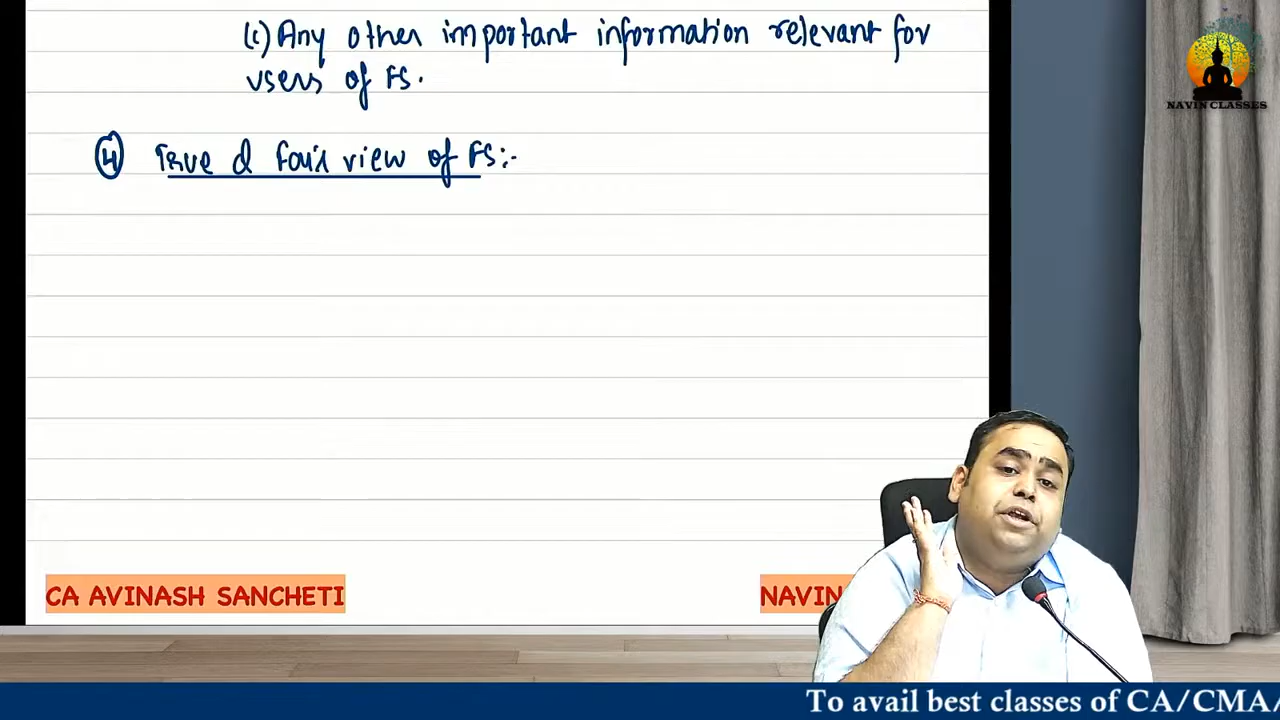 (c) Any other important information relevant for
users of FS.
NAVIN CLASSES
④ True & fair view of FS:-
CA AVINASH SANCHETI
NAVIN
To avail best classes of CA/CMA/